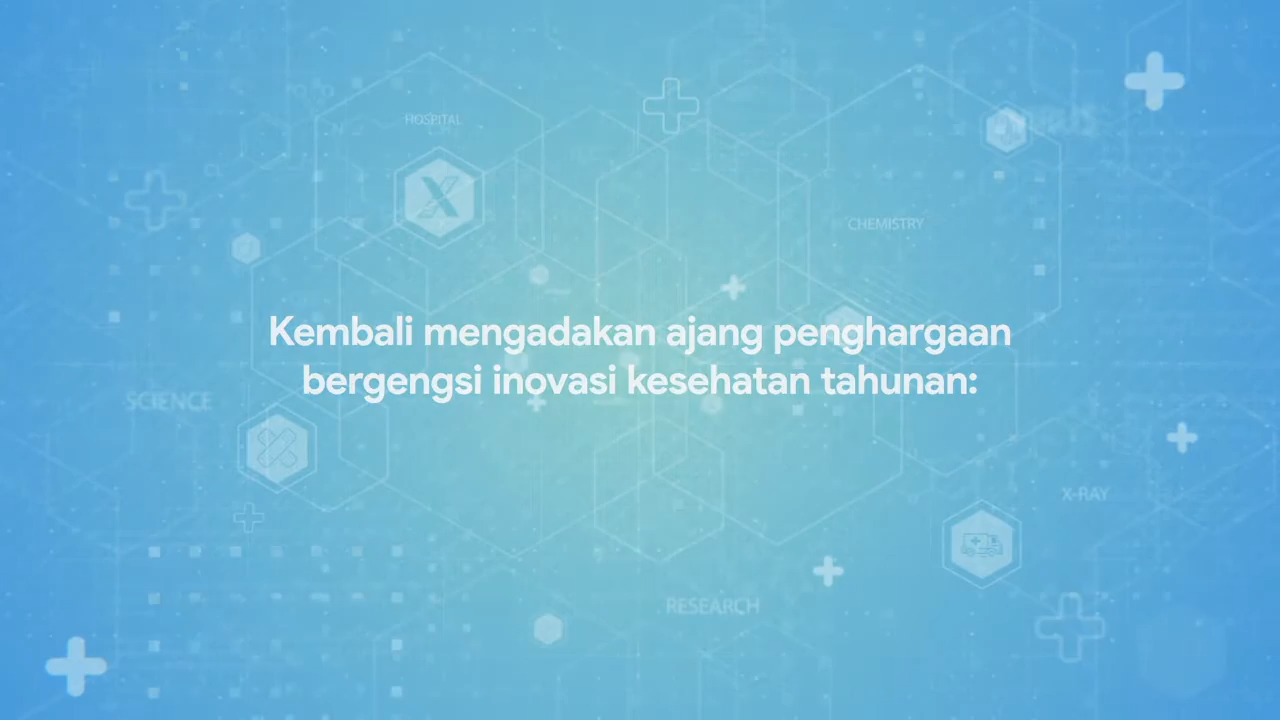 HOSPITAL
CHEMISTRY
Kembali mengadakan ajang penghargaan
bergengsi inovasi kesehatan tahunan:
SCIENCE
X-RAY
RESEARCH